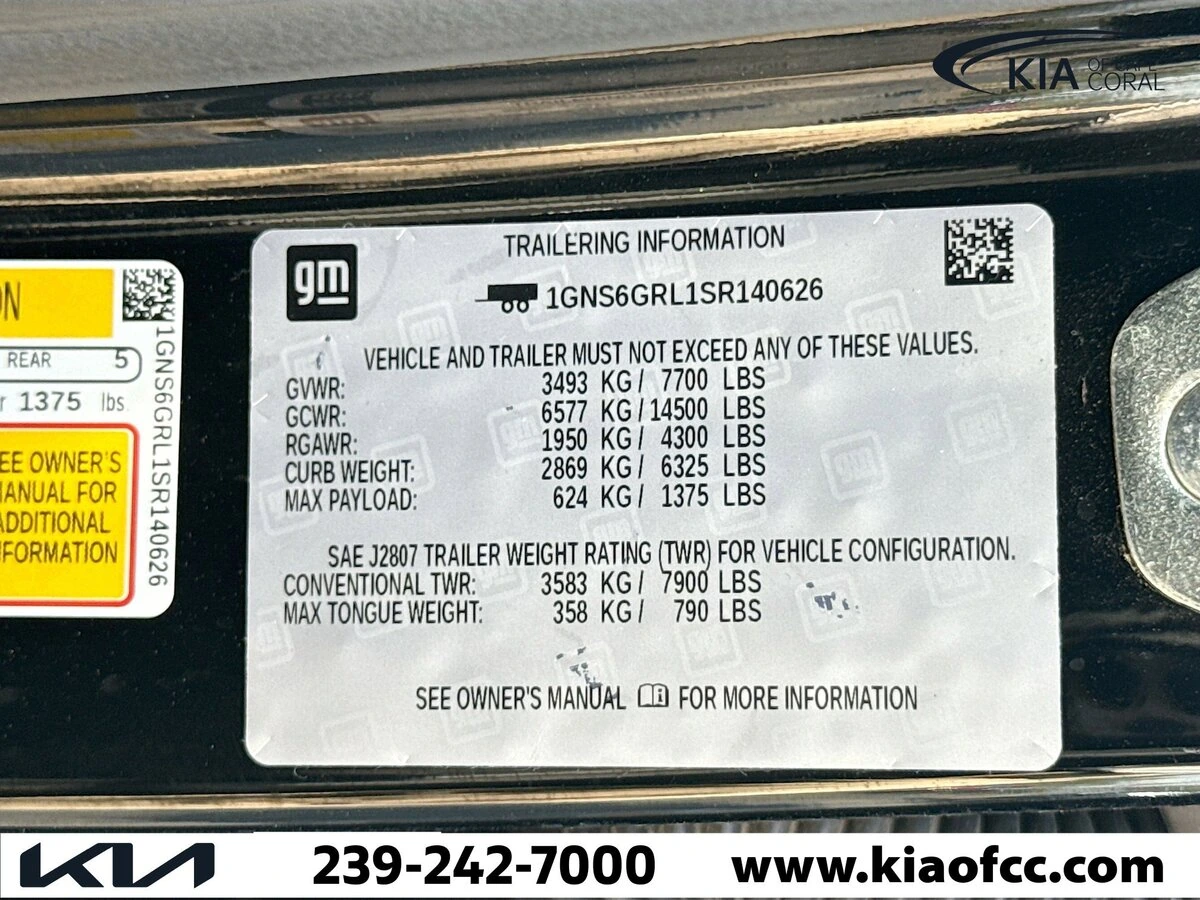 KIA OF CAPE CORAL
gm
TRAILERING INFORMATION
1GNS6GRL1SR140626
VEHICLE AND TRAILER MUST NOT EXCEED ANY OF THESE VALUES.
GVWR: 3493 KG / 7700 LBS
GCWR: 6577 KG / 14500 LBS
RGAWR: 1950 KG / 4300 LBS
CURB WEIGHT: 2869 KG / 6325 LBS
MAX PAYLOAD: 624 KG / 1375 LBS
SAE J2807 TRAILER WEIGHT RATING (TWR) FOR VEHICLE CONFIGURATION.
CONVENTIONAL TWR: 3583 KG / 7900 LBS
MAX TONGUE WEIGHT: 358 KG / 790 LBS
SEE OWNER'S MANUAL FOR MORE INFORMATION
REAR 5
1375 lbs.
OWNER'S
FOR
1GNS6GRL1SR140626
KIA 239-242-7000 www.kiaofcc.com